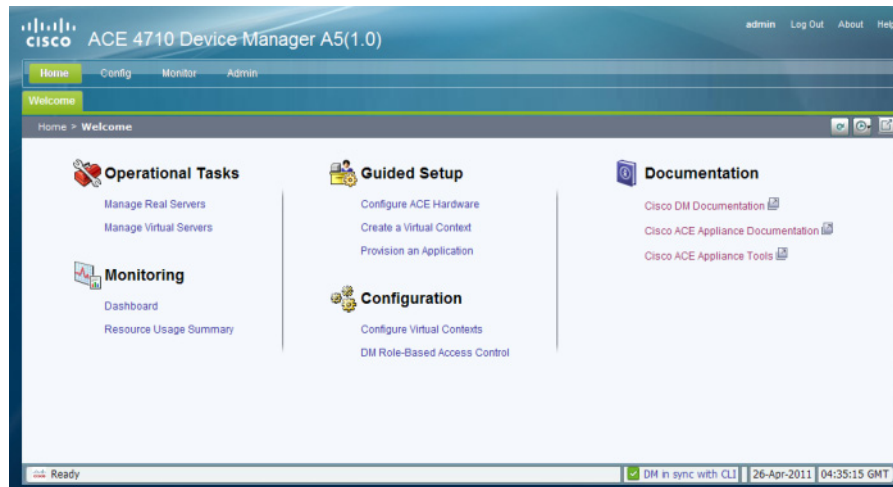 cisco ACE 4710 Device Manager A5(1.0)
admin Log Out About Help
Home Config Monitor Admin
Welcome
Home > Welcome
Operational Tasks
Manage Real Servers
Manage Virtual Servers
Monitoring
Dashboard
Resource Usage Summary
Guided Setup
Configure ACE Hardware
Create a Virtual Context
Provision an Application
Configuration
Configure Virtual Contexts
DM Role-Based Access Control
Documentation
Cisco DM Documentation
Cisco ACE Appliance Documentation
Cisco ACE Appliance Tools
Ready
DM in sync with CLI 26-Apr-2011 04:35:15 GMT